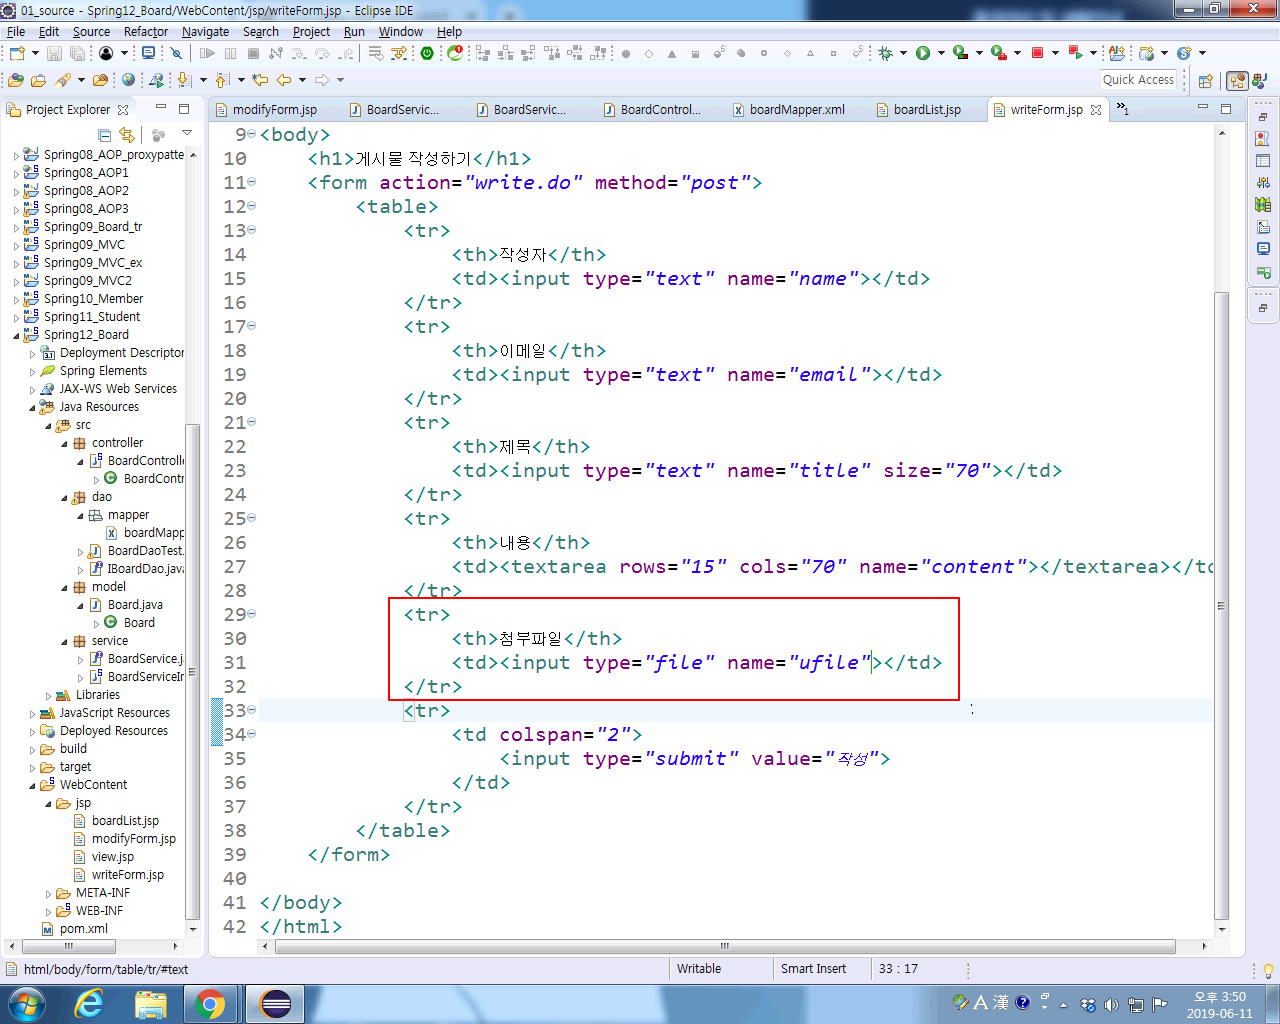 01_source - Spring12_Board/WebContent/jsp/writeForm.jsp - Eclipse IDE
File Edit Source Refactor Navigate Search Project Run Window Help
Quick Access
Project Explorer
modifyForm.jsp BoardServic... BoardServic... BoardControl... boardMapper.xml boardList.jsp writeForm.jsp »1
Spring08_AOP_proxypatte
Spring08_AOP1
Spring08_AOP2
Spring08_AOP3
Spring09_Board_tr
Spring09_MVC
Spring09_MVC_ex
Spring09_MVC2
Spring10_Member
Spring11_Student
Spring12_Board
Deployment Descriptor
Spring Elements
JAX-WS Web Services
Java Resources
src
controller
BoardControlle
BoardContr
dao
mapper
boardMapp
BoardDaoTest.
IBoardDao.java
model
Board.java
Board
service
BoardService.j
BoardServiceIn
Libraries
JavaScript Resources
Deployed Resources
build
target
WebContent
jsp
boardList.jsp
modifyForm.jsp
view.jsp
writeForm.jsp
META-INF
WEB-INF
pom.xml
9 <body>
10 <h1>게시물 작성하기</h1>
11 <form action="write.do" method="post">
12 <table>
13 <tr>
14 <th>작성자</th>
15 <td><input type="text" name="name"></td>
16 </tr>
17 <tr>
18 <th>이메일</th>
19 <td><input type="text" name="email"></td>
20 </tr>
21 <tr>
22 <th>제목</th>
23 <td><input type="text" name="title" size="70"></td>
24 </tr>
25 <tr>
26 <th>내용</th>
27 <td><textarea rows="15" cols="70" name="content"></textarea></td
28 </tr>
29 <tr>
30 <th>첨부파일</th>
31 <td><input type="file" name="ufile"></td>
32 </tr>
33 <tr>
34 <td colspan="2">
35 <input type="submit" value="작성">
36 </td>
37 </tr>
38 </table>
39 </form>
40
41 </body>
42 </html>
html/body/form/table/tr/#text Writable Smart Insert 33 : 17
A 漢 오후 3:50
2019-06-11